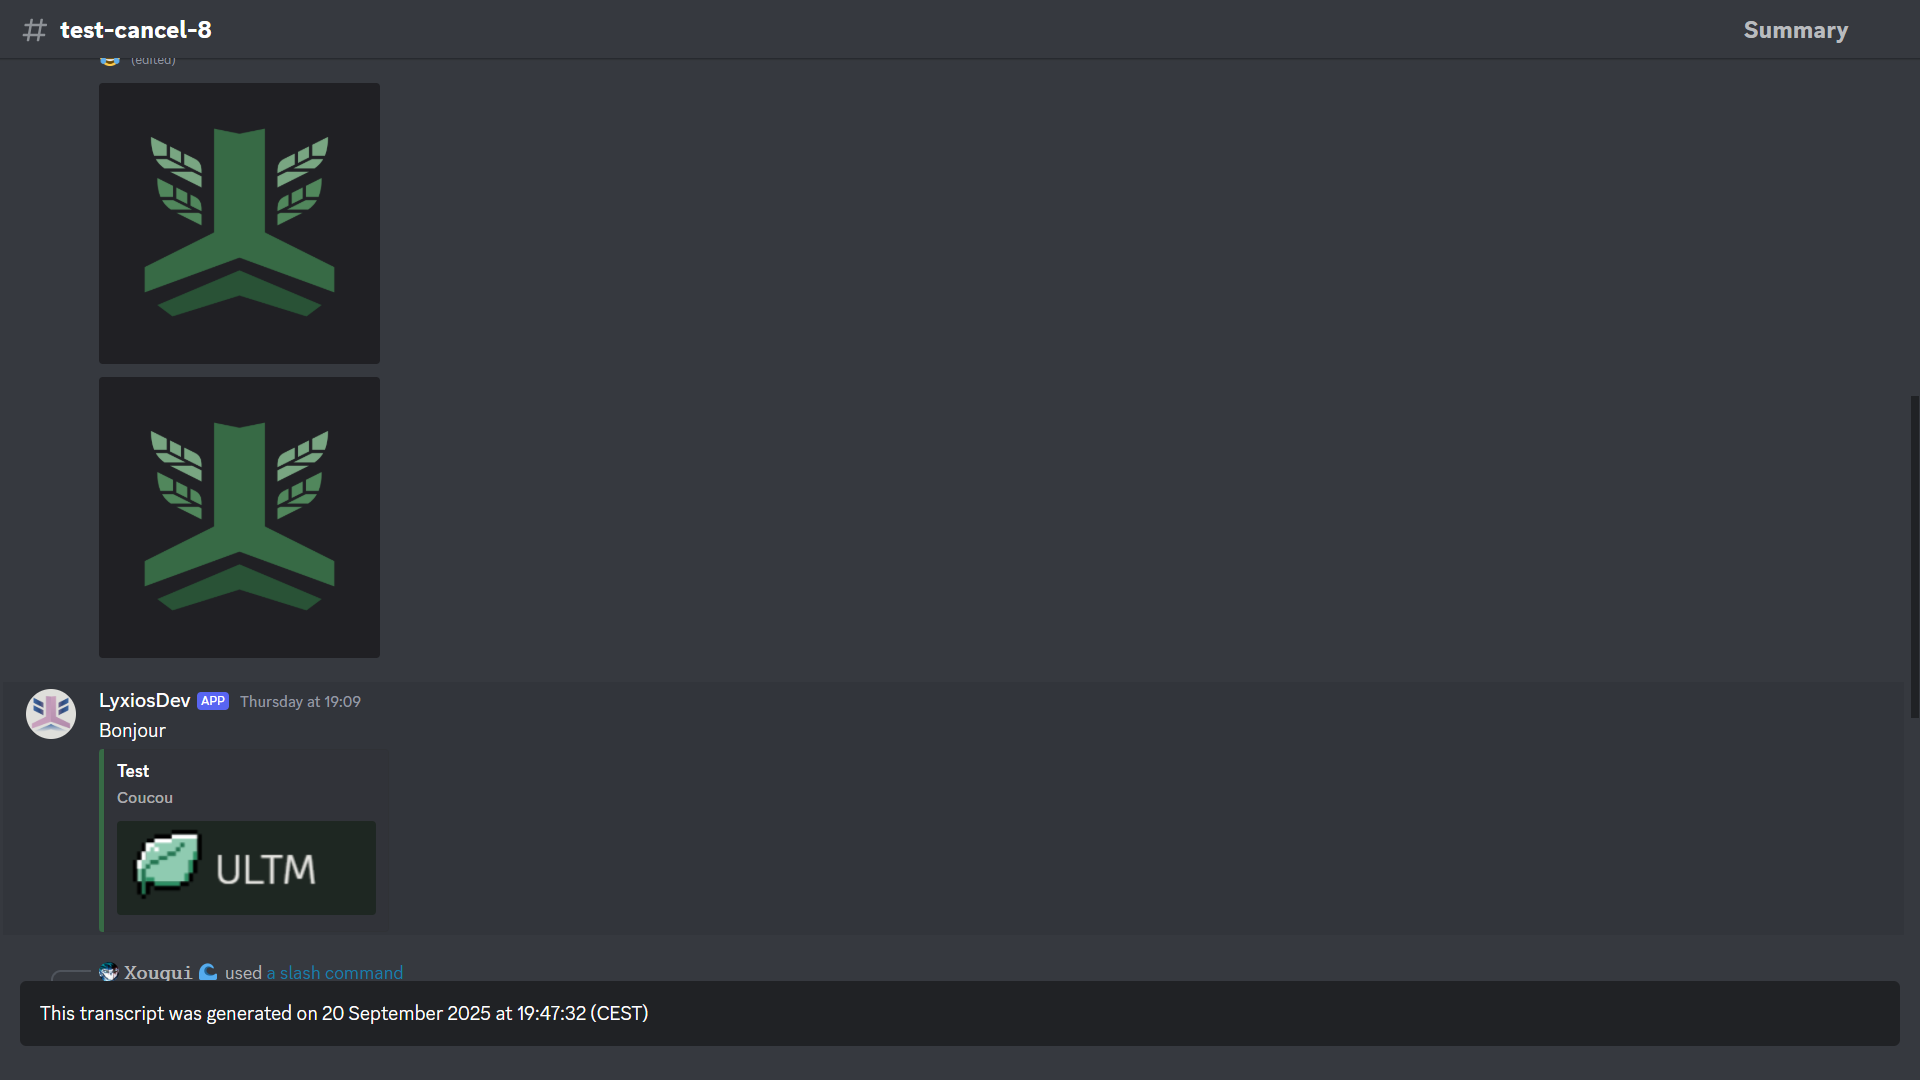 # test-cancel-8
Summary
(edited)
LyxiosDev APP Thursday at 19:09
Bonjour
Test
Coucou
ULTM
Xougui used a slash command
This transcript was generated on 20 September 2025 at 19:47:32 (CEST)